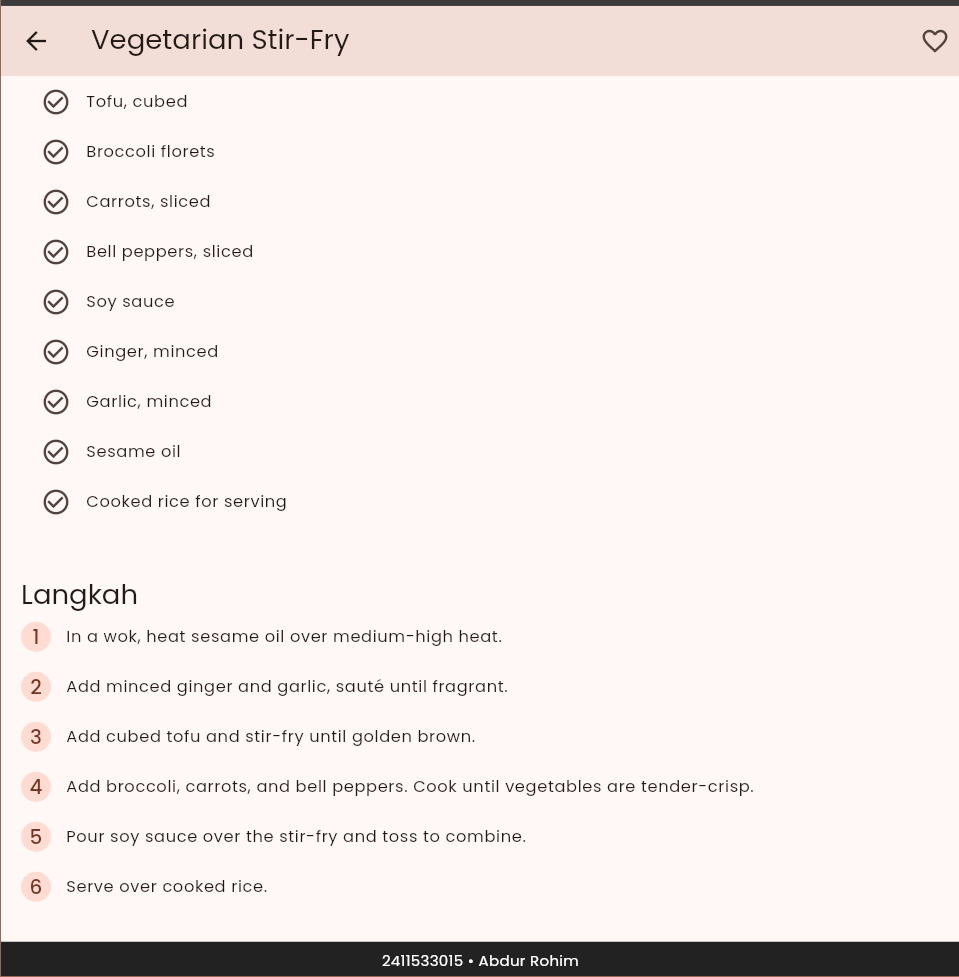 Vegetarian Stir-Fry
Tofu, cubed
Broccoli florets
Carrots, sliced
Bell peppers, sliced
Soy sauce
Ginger, minced
Garlic, minced
Sesame oil
Cooked rice for serving
Langkah
1 In a wok, heat sesame oil over medium-high heat.
2 Add minced ginger and garlic, sauté until fragrant.
3 Add cubed tofu and stir-fry until golden brown.
4 Add broccoli, carrots, and bell peppers. Cook until vegetables are tender-crisp.
5 Pour soy sauce over the stir-fry and toss to combine.
6 Serve over cooked rice.
2411533015 • Abdur Rohim